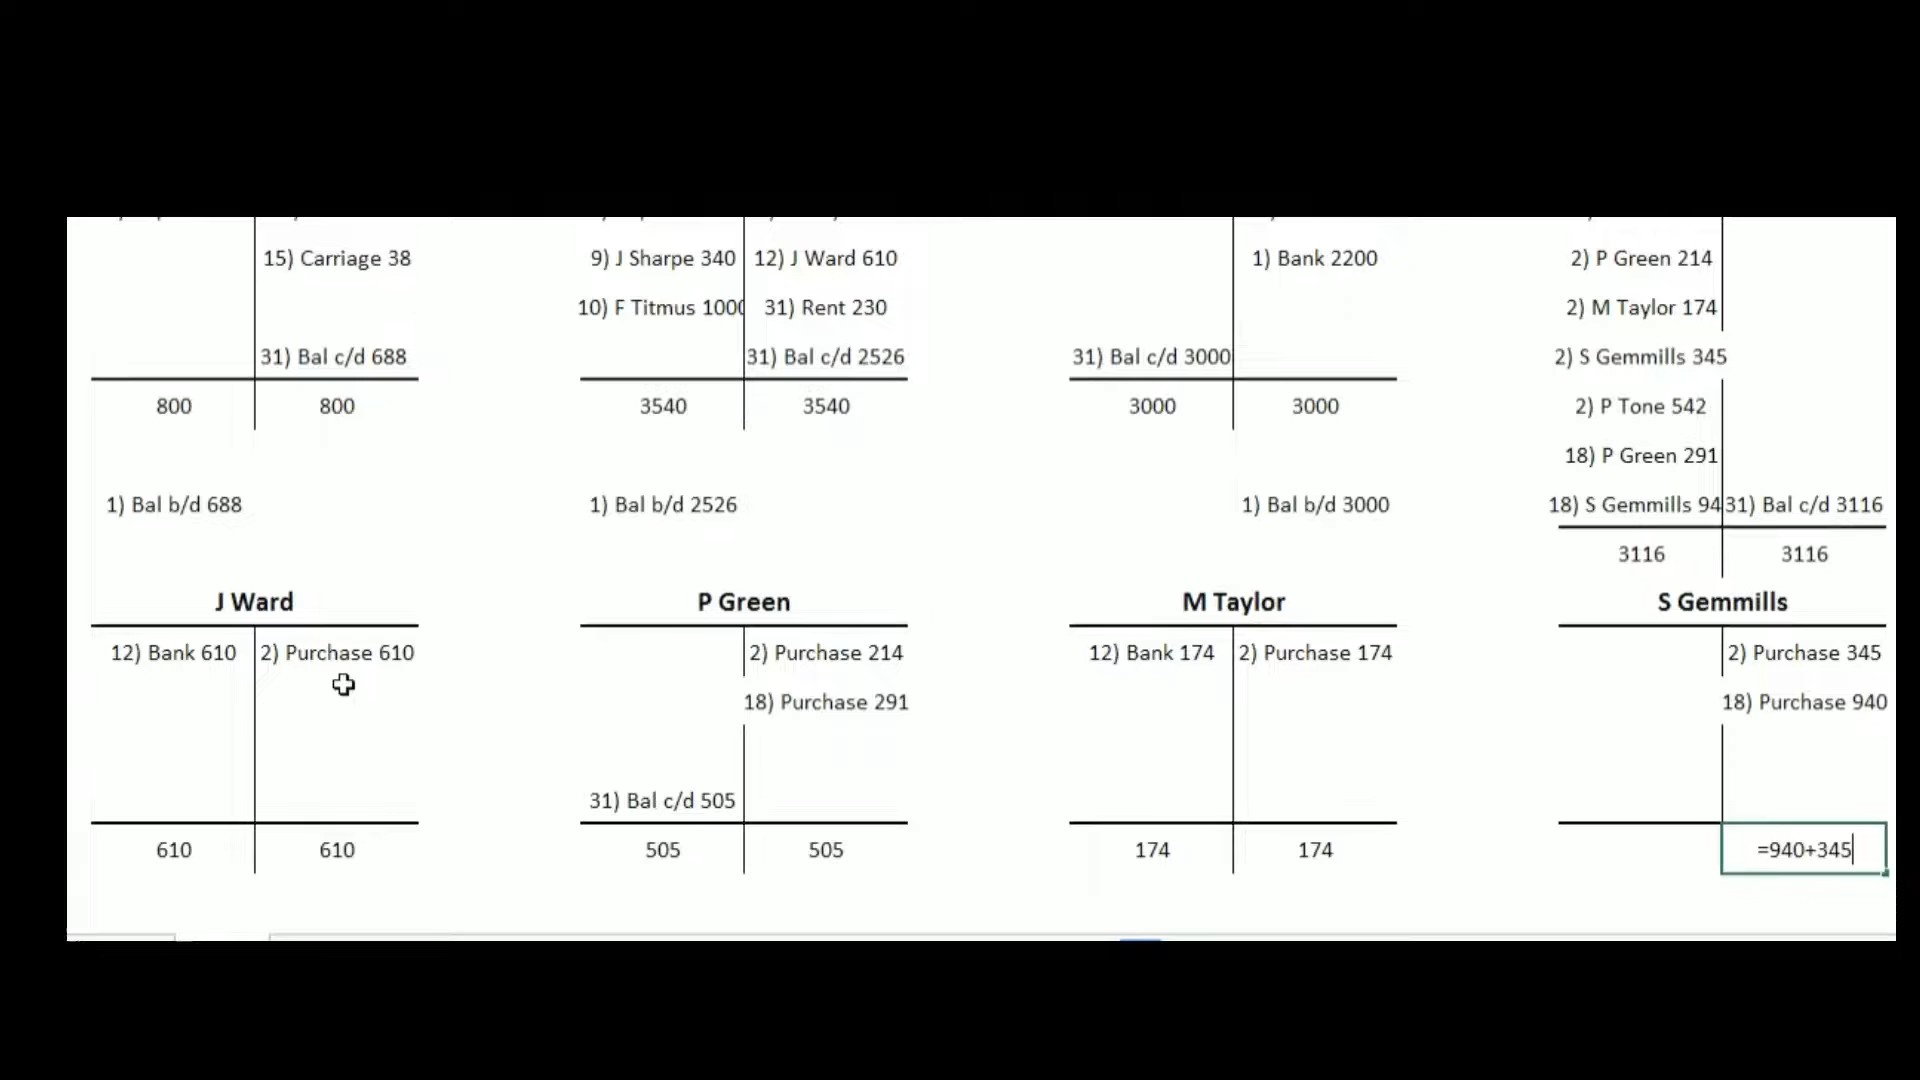 15) Carriage 38
9) J Sharpe 340 12) J Ward 610
1) Bank 2200
2) P Green 214
10) F Titmus 1000 31) Rent 230
2) M Taylor 174
31) Bal c/d 688
31) Bal c/d 2526
31) Bal c/d 3000
2) S Gemmills 345
800 800
3540 3540
3000 3000
2) P Tone 542
18) P Green 291
1) Bal b/d 688
1) Bal b/d 2526
1) Bal b/d 3000
18) S Gemmills 94 31) Bal c/d 3116
3116 3116
J Ward
P Green
M Taylor
S Gemmills
12) Bank 610 2) Purchase 610
2) Purchase 214
12) Bank 174 2) Purchase 174
2) Purchase 345
18) Purchase 291
18) Purchase 940
31) Bal c/d 505
610 610
505 505
174 174
=940+345